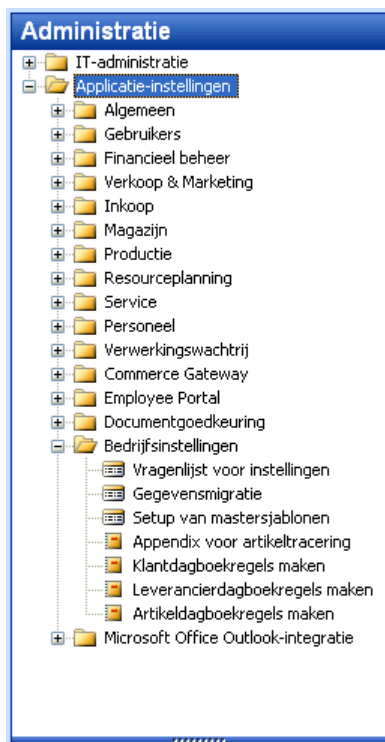 Administratie
IT-administratie
Applicatie-instellingen
Algemeen
Gebruikers
Financieel beheer
Verkoop & Marketing
Inkoop
Magazijn
Productie
Resourceplanning
Service
Personeel
Verwerkingswachtrij
Commerce Gateway
Employee Portal
Documentgoedkeuring
Bedrijfsinstellingen
Vragenlijst voor instellingen
Gegevensmigratie
Setup van mastersjablonen
Appendix voor artikeltracering
Klantdagboekregels maken
Leverancierdagboekregels maken
Artikeldagboekregels maken
Microsoft Office Outlook-integratie